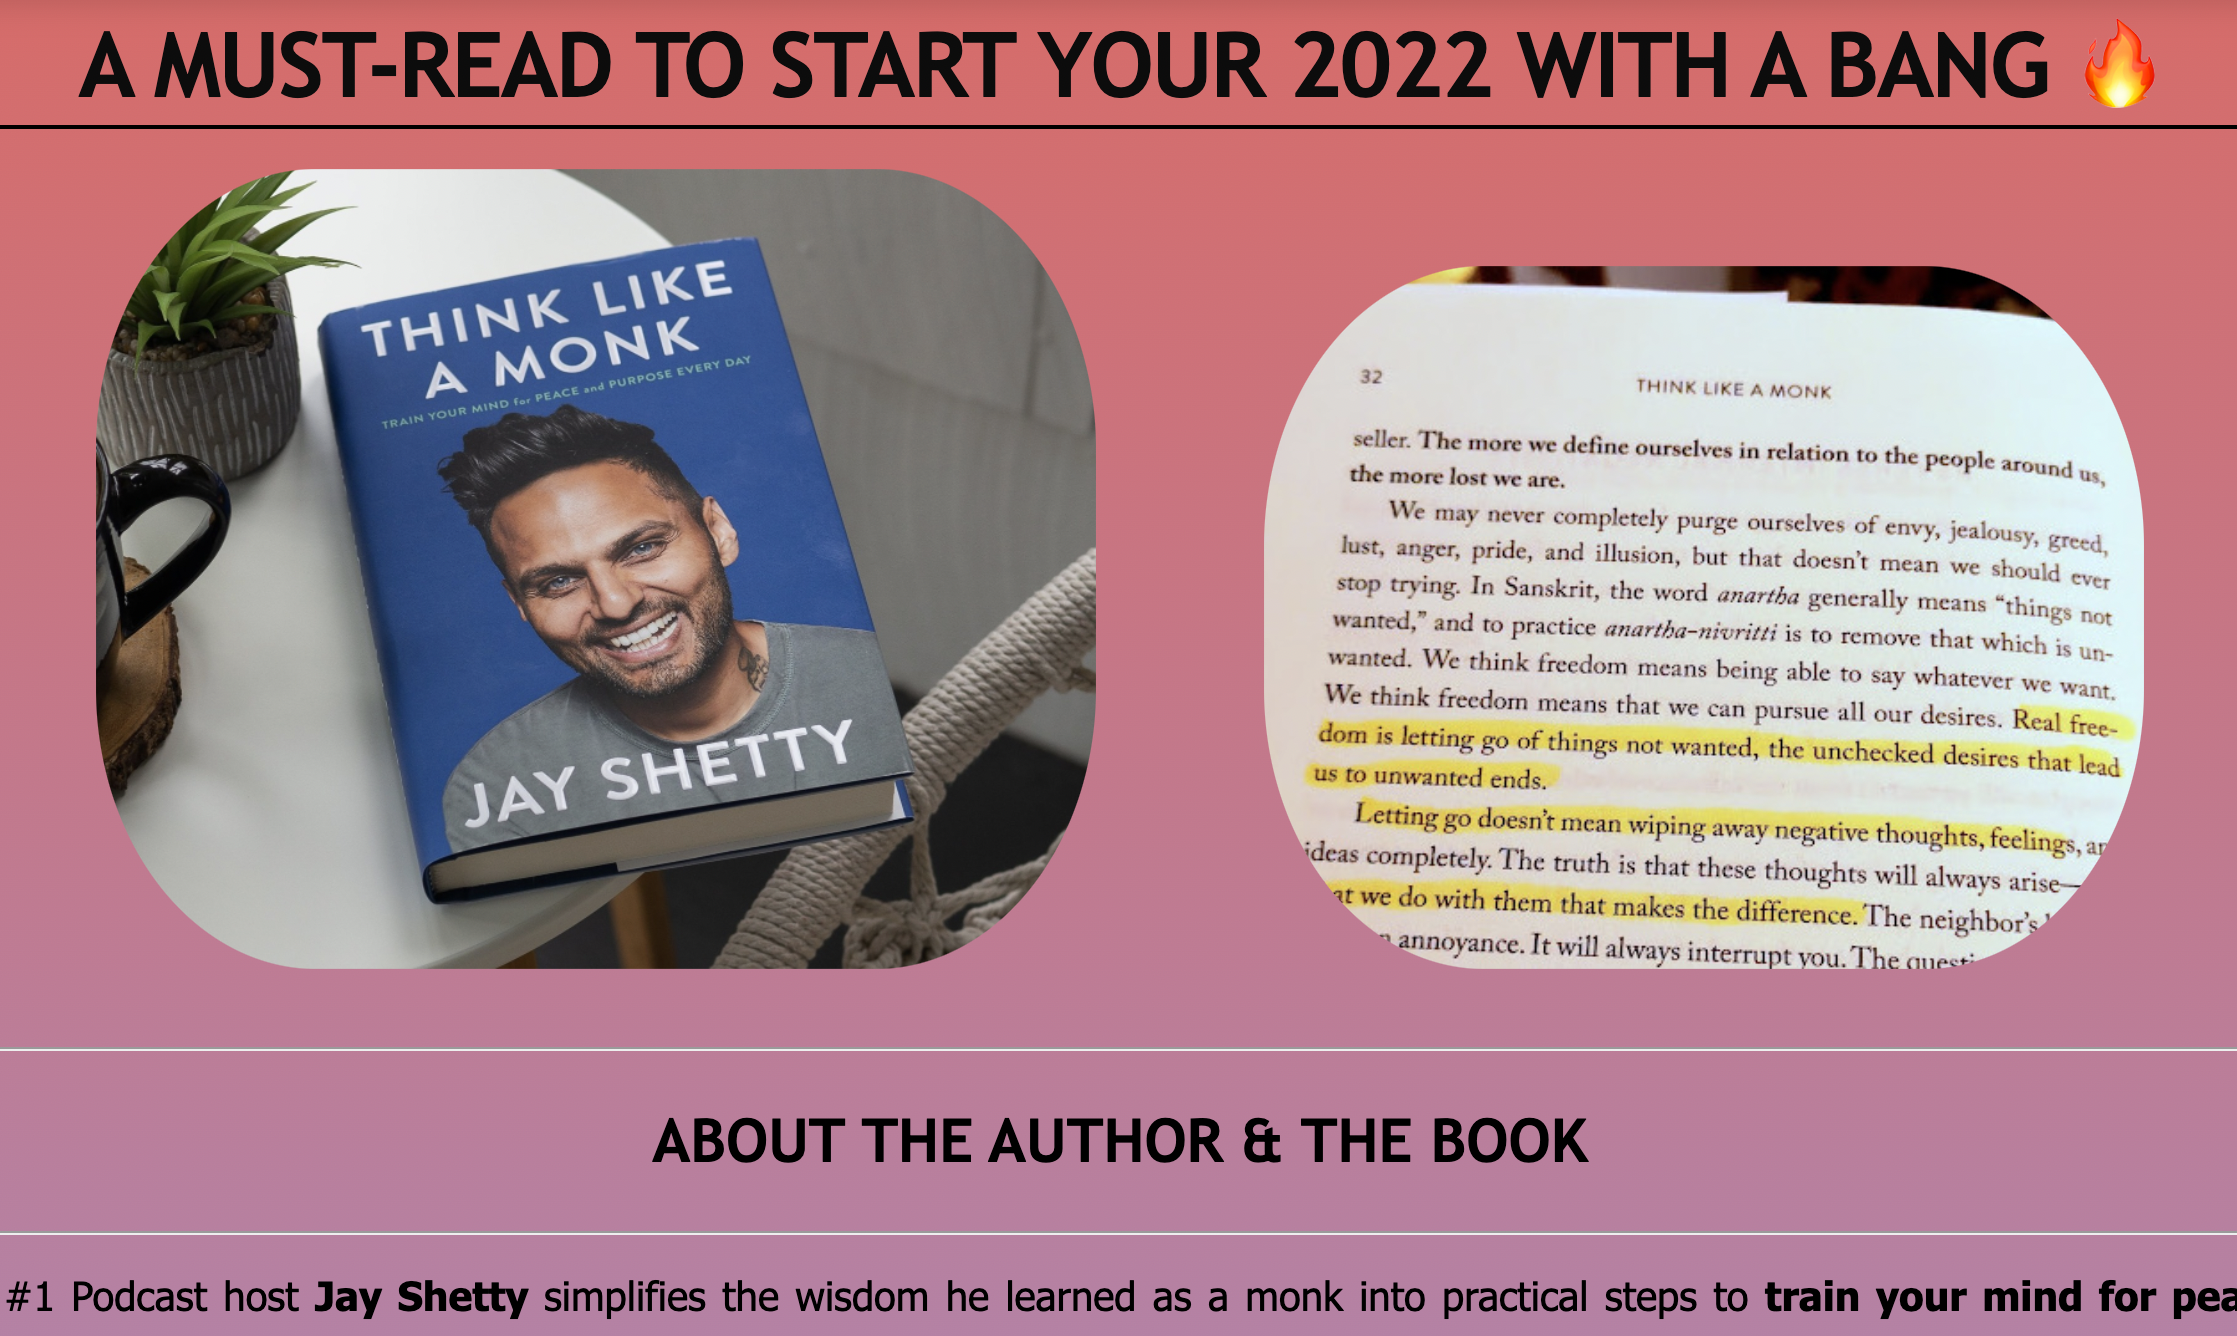 A MUST-READ TO START YOUR 2022 WITH A BANG 🔥
THINK LIKE
A MONK
TRAIN YOUR MIND for PEACE and PURPOSE EVERY DAY
JAY SHETTY
32
THINK LIKE A MONK
seller. The more we define ourselves in relation to the people around us,
the more lost we are.
We may never completely purge ourselves of envy, jealousy, greed,
lust, anger, pride, and illusion, but that doesn’t mean we should ever
stop trying. In Sanskrit, the word anartha generally means “things not
wanted,” and to practice anartha-nivritti is to remove that which is un-
wanted. We think freedom means being able to say whatever we want.
We think freedom means that we can pursue all our desires. Real free-
dom is letting go of things not wanted, the unchecked desires that lead
us to unwanted ends.
Letting go doesn’t mean wiping away negative thoughts, feelings,
ideas completely. The truth is that these thoughts will always arise—
we do with them that makes the difference. The neighbor’s
annoyance. It will always interrupt you. The
ABOUT THE AUTHOR & THE BOOK
#1 Podcast host Jay Shetty simplifies the wisdom he learned as a monk into practical steps to train your mind for